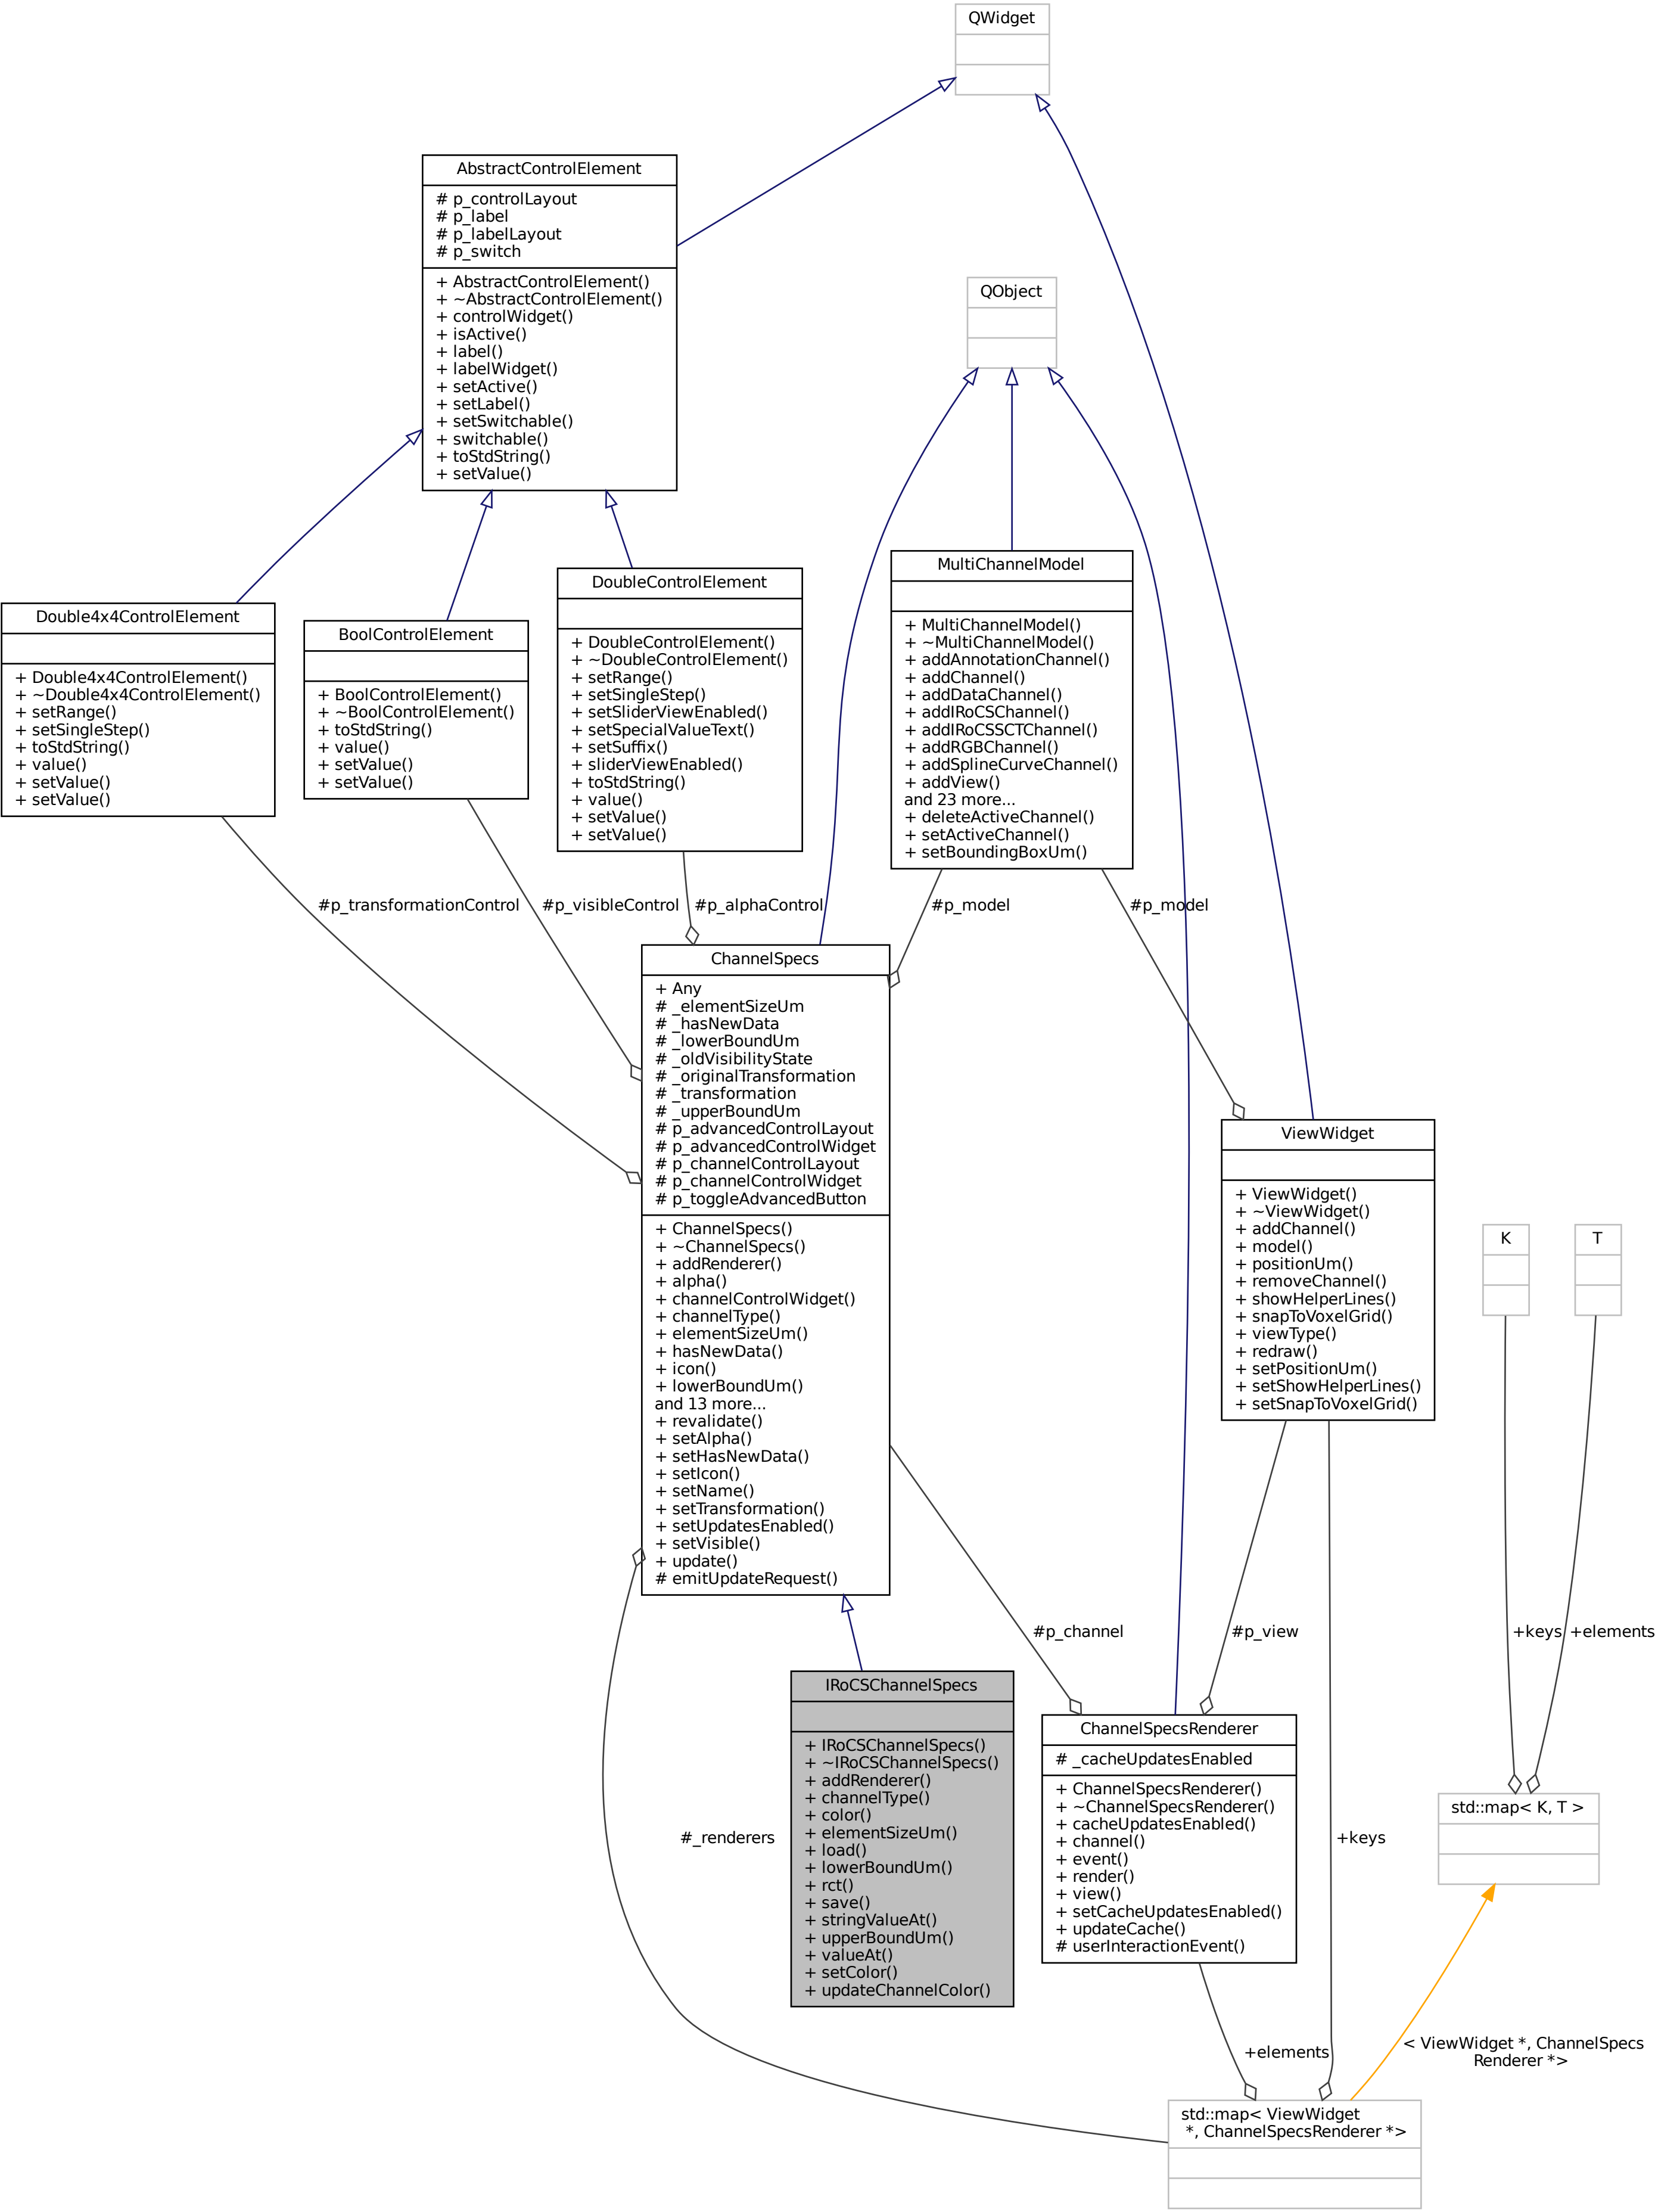 QWidget
AbstractControlElement
# p_controlLayout
# p_label
# p_labelLayout
# p_switch
+ AbstractControlElement()
+ ~AbstractControlElement()
+ controlWidget()
+ isActive()
+ label()
+ labelWidget()
+ setActive()
+ setLabel()
+ setSwitchable()
+ switchable()
+ toStdString()
+ setValue()
QObject
Double4x4ControlElement
+ Double4x4ControlElement()
+ ~Double4x4ControlElement()
+ setRange()
+ setSingleStep()
+ toStdString()
+ value()
+ setValue()
+ setValue()
BoolControlElement
+ BoolControlElement()
+ ~BoolControlElement()
+ toStdString()
+ value()
+ setValue()
+ setValue()
DoubleControlElement
+ DoubleControlElement()
+ ~DoubleControlElement()
+ setRange()
+ setSingleStep()
+ setSliderViewEnabled()
+ setSpecialValueText()
+ setSuffix()
+ sliderViewEnabled()
+ toStdString()
+ value()
+ setValue()
+ setValue()
MultiChannelModel
+ MultiChannelModel()
+ ~MultiChannelModel()
+ addAnnotationChannel()
+ addChannel()
+ addDataChannel()
+ addIRoCSChannel()
+ addIRoCSSCTChannel()
+ addRGBChannel()
+ addSplineCurveChannel()
+ addView()
and 23 more...
+ deleteActiveChannel()
+ setActiveChannel()
+ setBoundingBoxUm()
#p_transformationControl
#p_visibleControl
#p_alphaControl
#p_model
#p_model
ChannelSpecs
+ Any
# _elementSizeUm
# _hasNewData
# _lowerBoundUm
# _oldVisibilityState
# _originalTransformation
# _transformation
# _upperBoundUm
# p_advancedControlLayout
# p_advancedControlWidget
# p_channelControlLayout
# p_channelControlWidget
# p_toggleAdvancedButton
+ ChannelSpecs()
+ ~ChannelSpecs()
+ addRenderer()
+ alpha()
+ channelControlWidget()
+ channelType()
+ elementSizeUm()
+ hasNewData()
+ icon()
+ lowerBoundUm()
and 13 more...
+ revalidate()
+ setAlpha()
+ setHasNewData()
+ setIcon()
+ setName()
+ setTransformation()
+ setUpdatesEnabled()
+ setVisible()
+ update()
# emitUpdateRequest()
ViewWidget
+ ViewWidget()
+ ~ViewWidget()
+ addChannel()
+ model()
+ positionUm()
+ removeChannel()
+ showHelperLines()
+ snapToVoxelGrid()
+ viewType()
+ redraw()
+ setPositionUm()
+ setShowHelperLines()
+ setSnapToVoxelGrid()
K
T
#p_channel
#p_view
+keys
+elements
IRoCSChannelSpecs
+ IRoCSChannelSpecs()
+ ~IRoCSChannelSpecs()
+ addRenderer()
+ channelType()
+ color()
+ elementSizeUm()
+ load()
+ lowerBoundUm()
+ rct()
+ save()
+ stringValueAt()
+ upperBoundUm()
+ valueAt()
+ setColor()
+ updateChannelColor()
ChannelSpecsRenderer
# _cacheUpdatesEnabled
+ ChannelSpecsRenderer()
+ ~ChannelSpecsRenderer()
+ cacheUpdatesEnabled()
+ channel()
+ event()
+ render()
+ view()
+ setCacheUpdatesEnabled()
+ updateCache()
# userInteractionEvent()
std::map< K, T >
#_renderers
+keys
+elements
< ViewWidget *, ChannelSpecs
Renderer *>
std::map< ViewWidget
*, ChannelSpecsRenderer *>